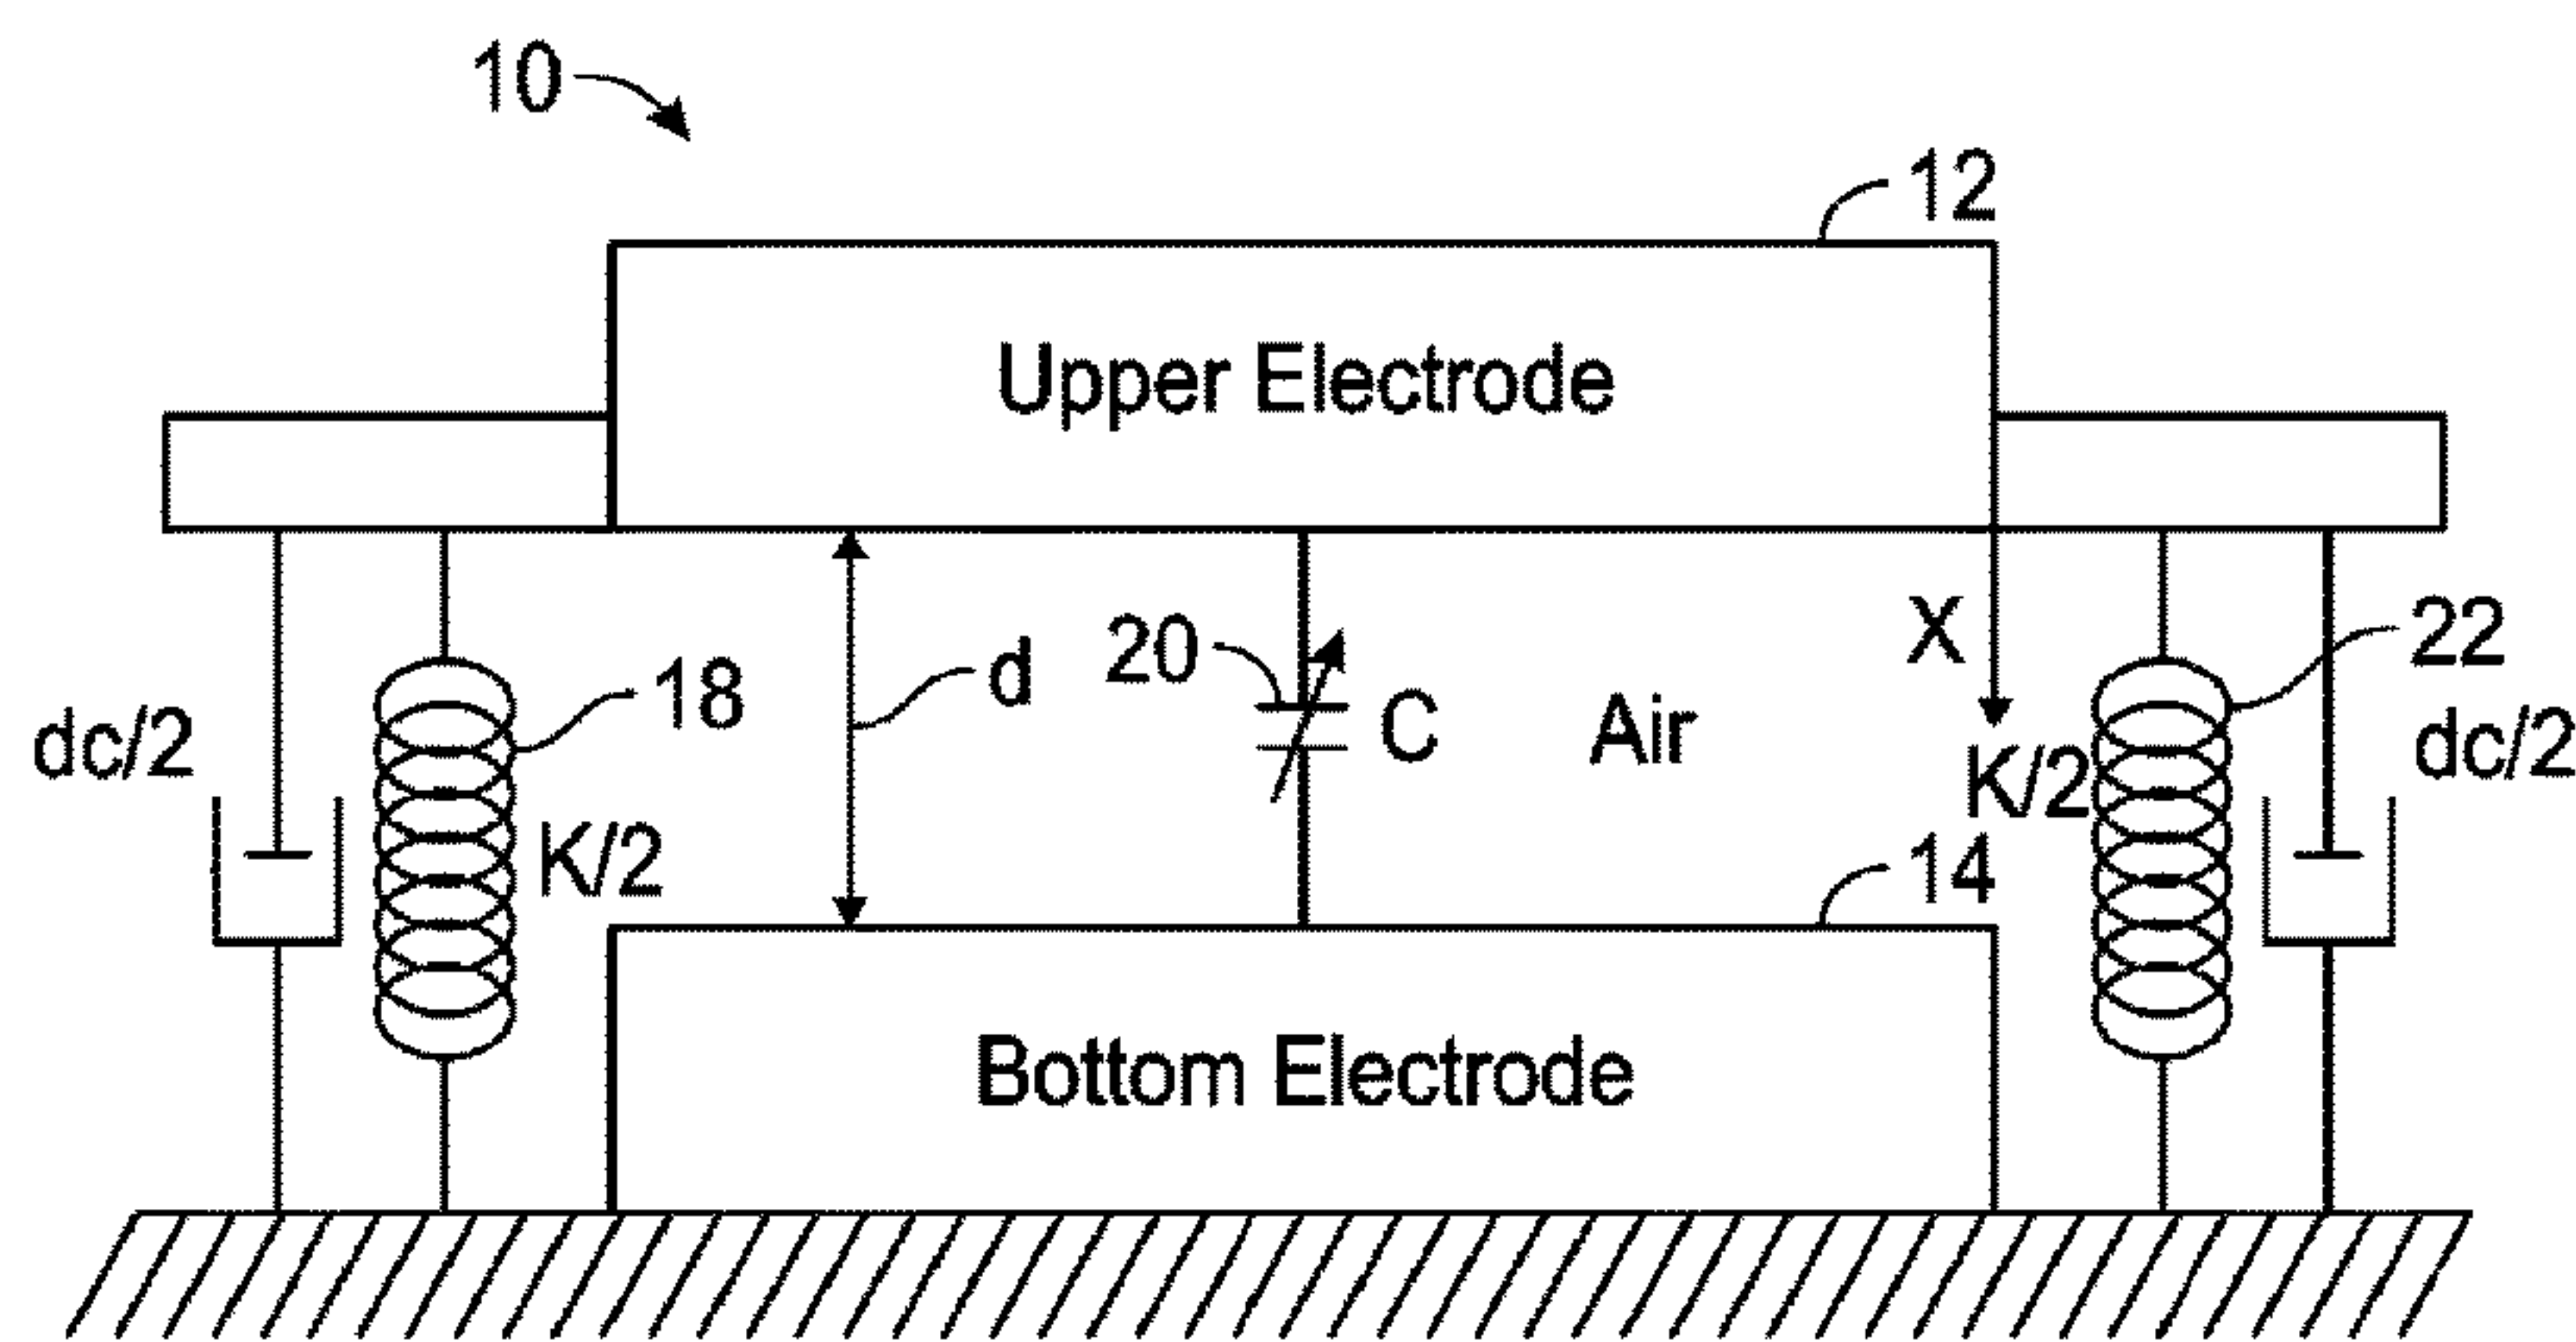 10
12
Upper Electrode
X
22
20
d
18
C
Air
dc/2
dc/2
K/2
K/2
14
Bottom Electrode